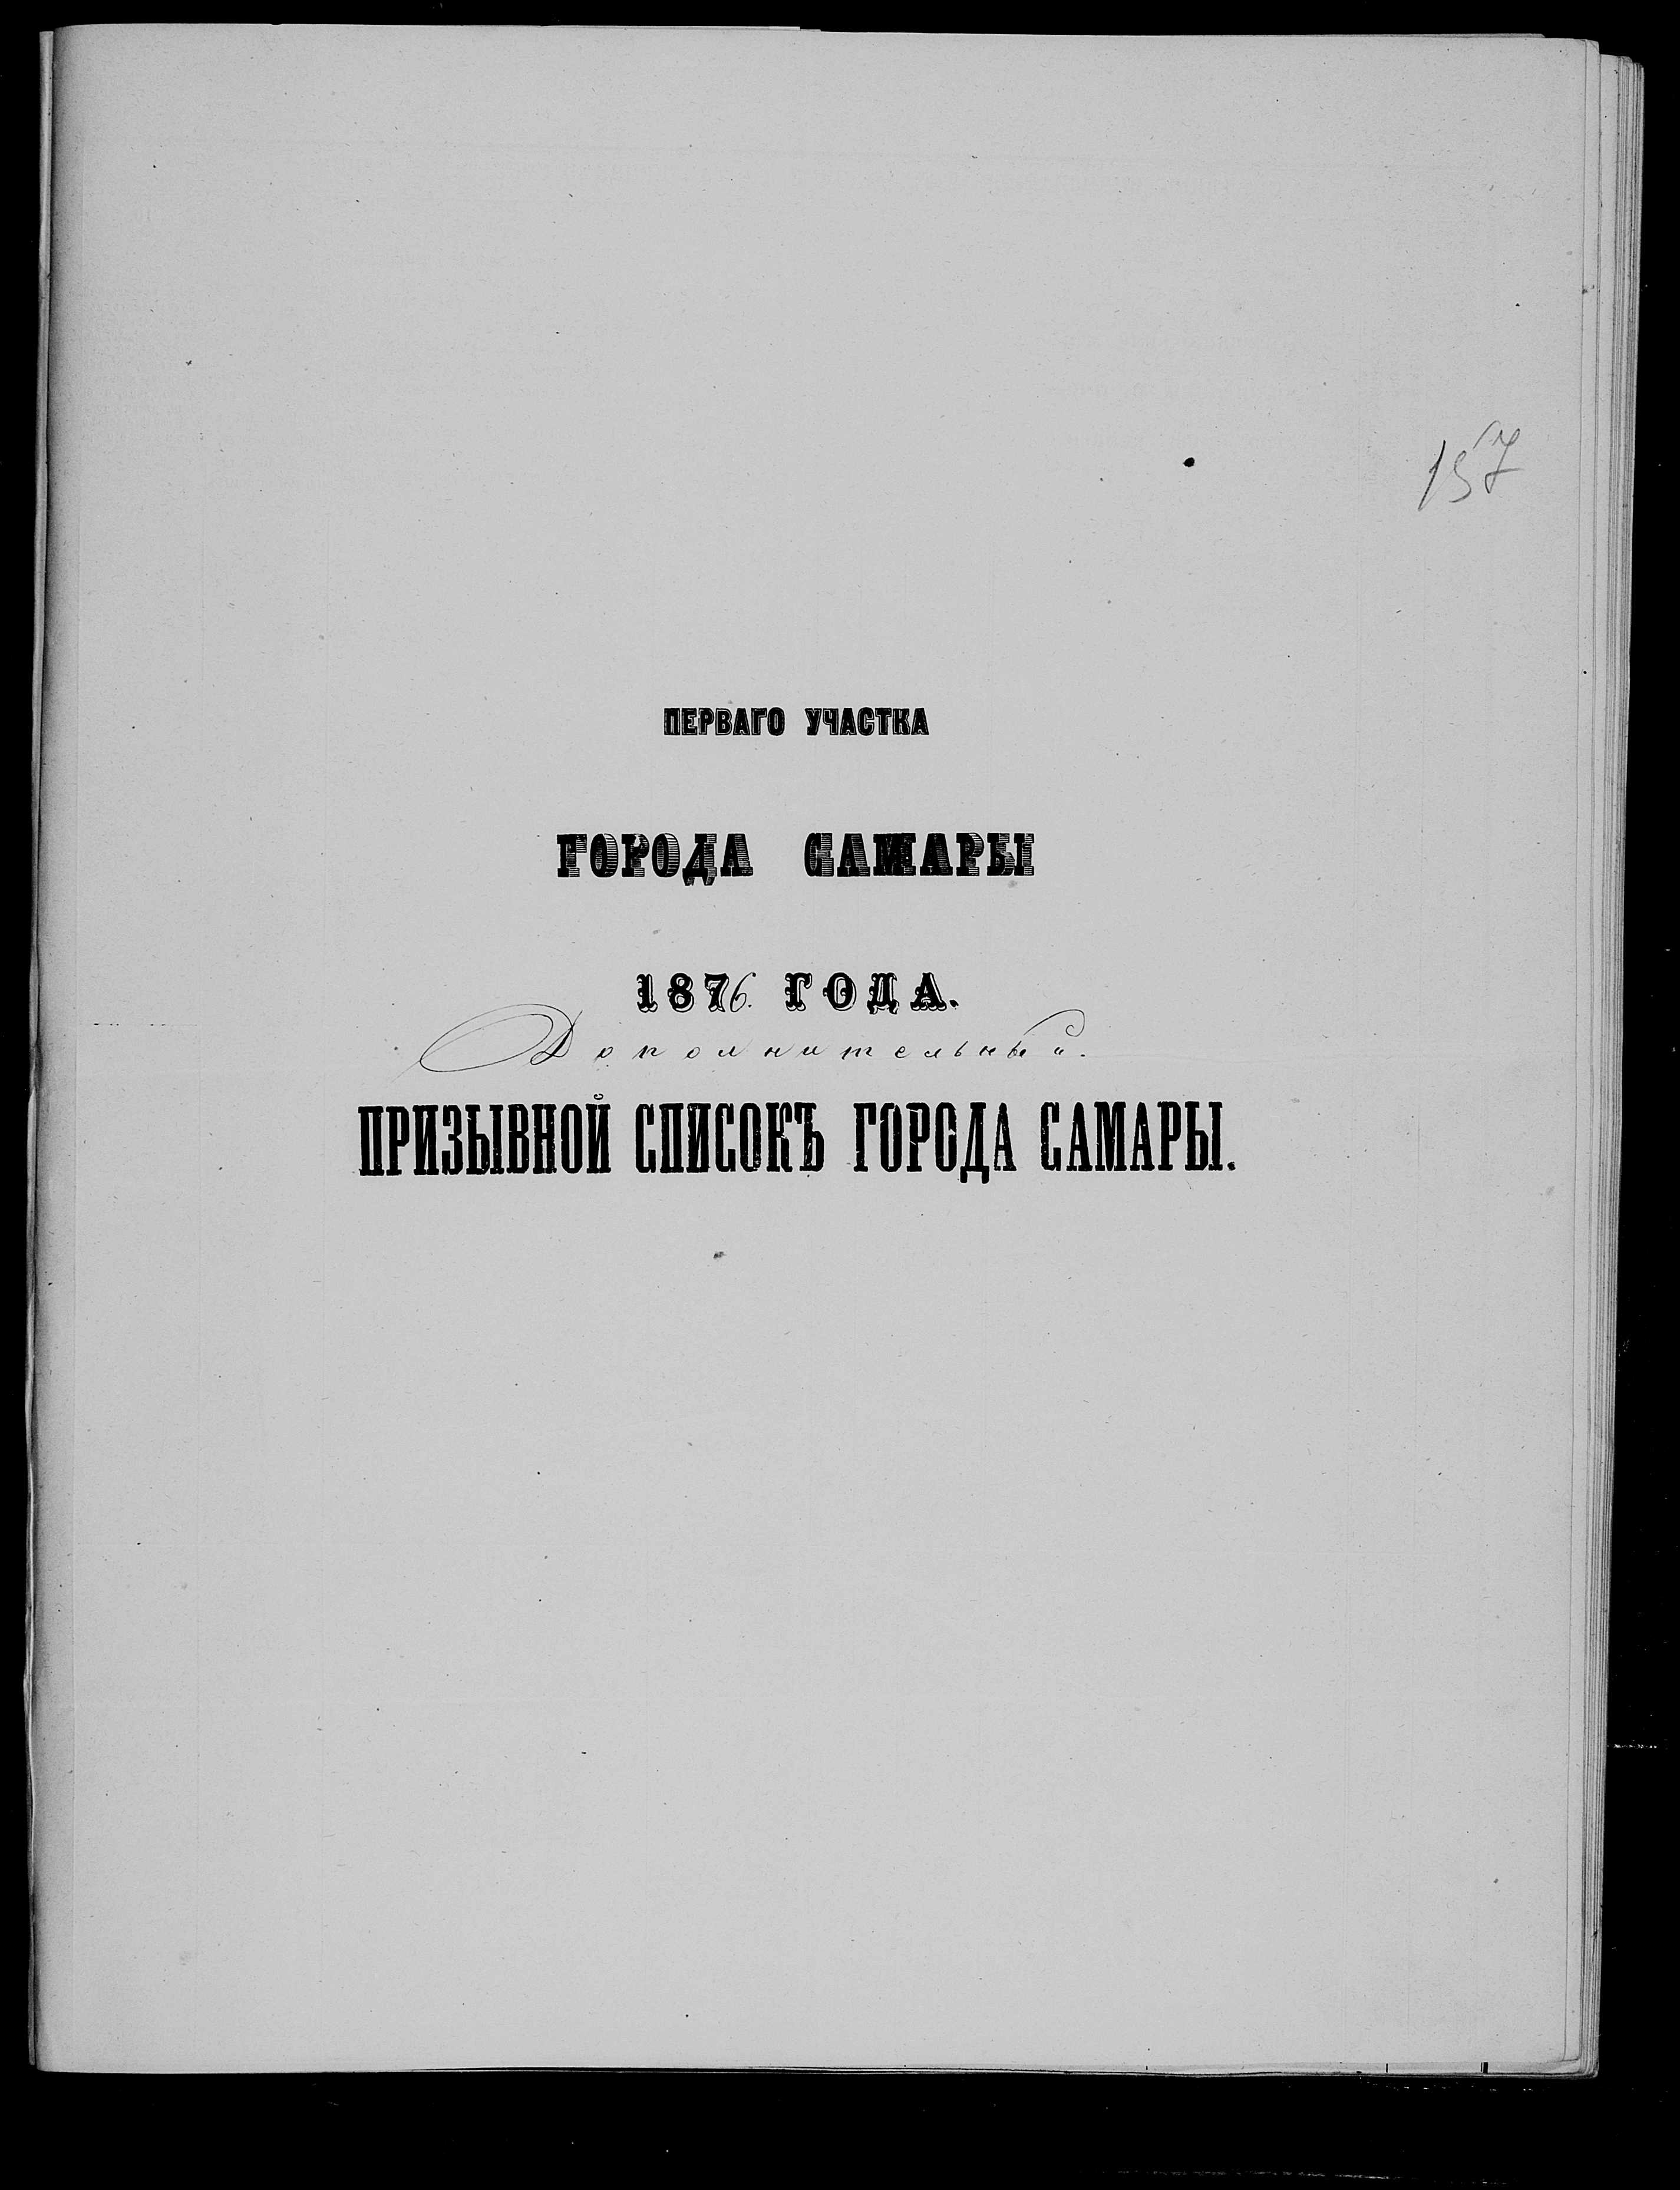 157
ПЕРВАГО УЧАСТКА
ГОРОДА САМАРЫ
1876. ГОДА.
Дополнительный.
ПРИЗЫВНОЙ СПИСОКЪ ГОРОДА САМАРЫ.